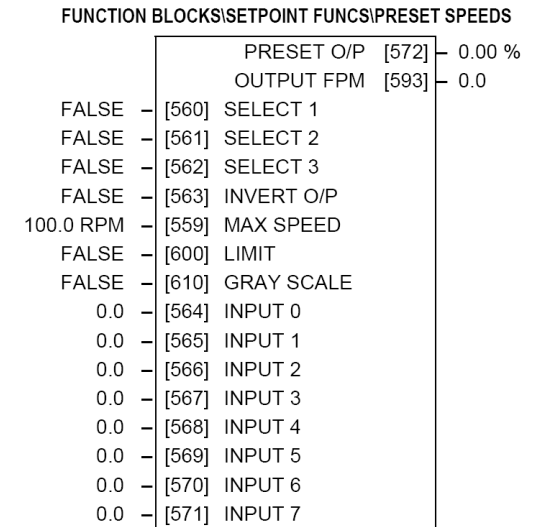 FUNCTION BLOCKS\SETPOINT FUNCS\PRESET SPEEDS
PRESET O/P [572] – 0.00 %
OUTPUT FPM [593] – 0.0
FALSE – [560] SELECT 1
FALSE – [561] SELECT 2
FALSE – [562] SELECT 3
FALSE – [563] INVERT O/P
100.0 RPM – [559] MAX SPEED
FALSE – [600] LIMIT
FALSE – [610] GRAY SCALE
0.0 – [564] INPUT 0
0.0 – [565] INPUT 1
0.0 – [566] INPUT 2
0.0 – [567] INPUT 3
0.0 – [568] INPUT 4
0.0 – [569] INPUT 5
0.0 – [570] INPUT 6
0.0 – [571] INPUT 7